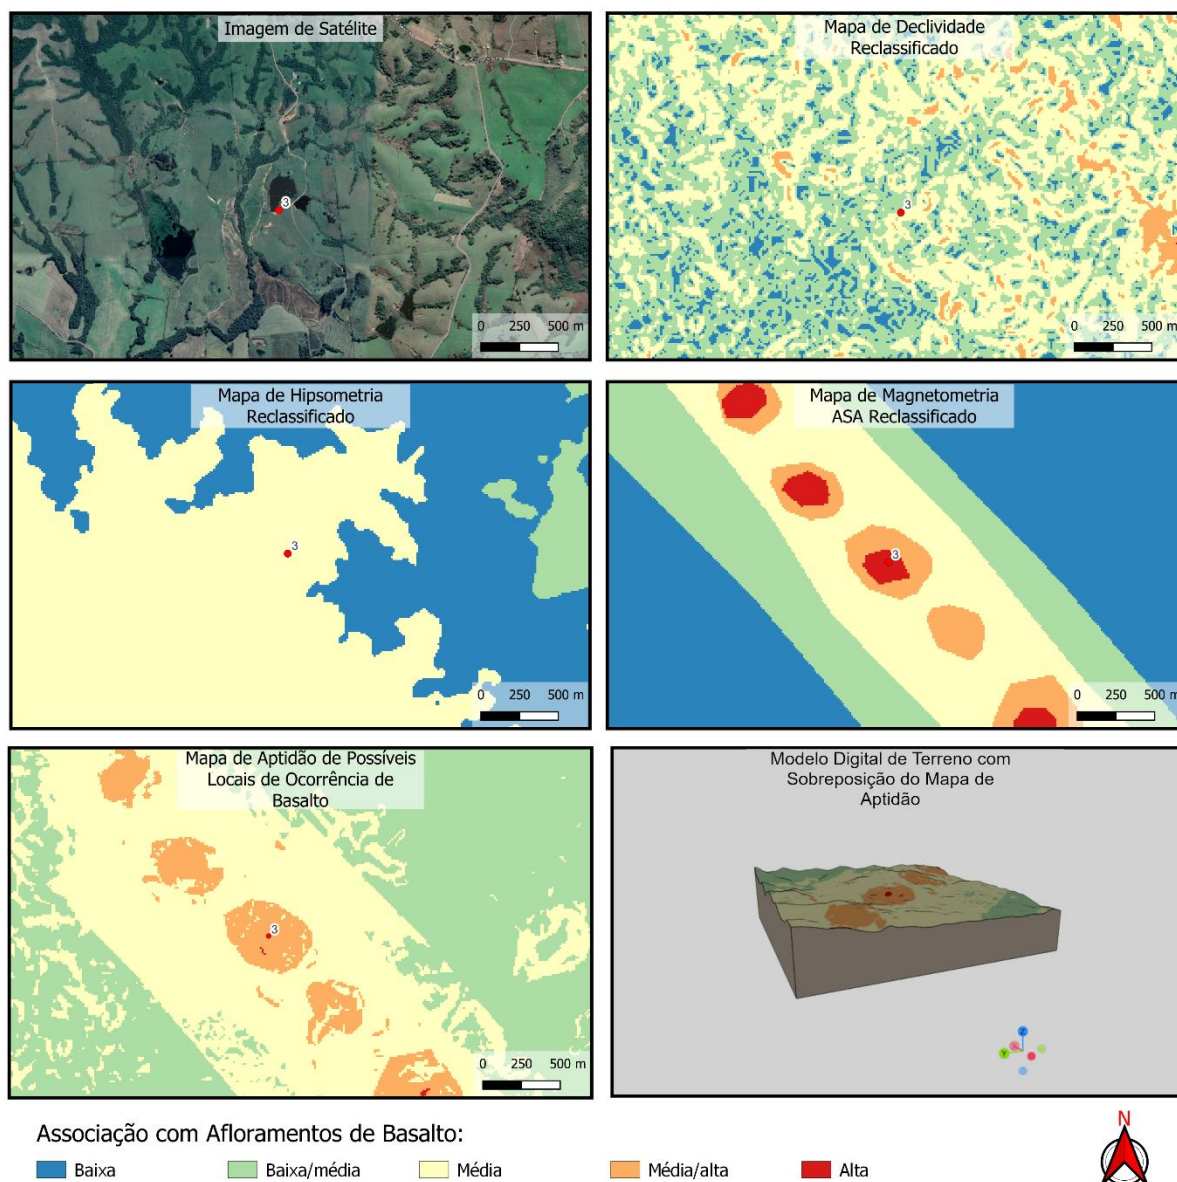 Imagem de Satélite
3
0 250 500 m
Mapa de Declividade
Reclassificado
3
0 250 500 m
Mapa de Hipsometria
Reclassificado
3
0 250 500 m
Mapa de Magnetometria
ASA Reclassificado
3
0 250 500 m
Mapa de Aptidão de Possíveis
Locais de Ocorrência de
Basalto
3
0 250 500 m
Modelo Digital de Terreno com
Sobreposição do Mapa de
Aptidão
Z
Y
Associação com Afloramentos de Basalto:
Baixa
Baixa/média
Média
Média/alta
Alta
N